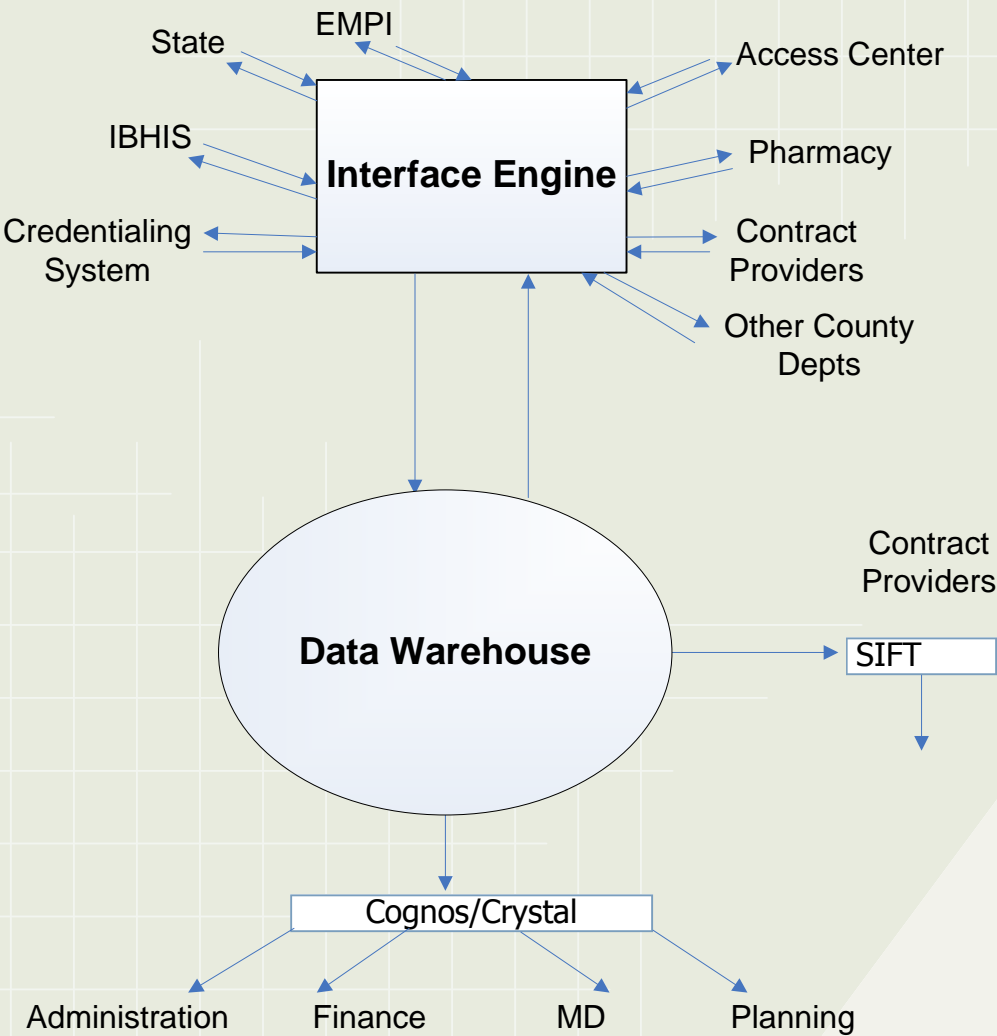 EMPI
State
Access Center
IBHIS
Pharmacy
Interface Engine
Credentialing
System
Contract
Providers
Other County
Depts
Contract
Providers
Data Warehouse
SIFT
Cognos/Crystal
Administration
Finance
MD
Planning